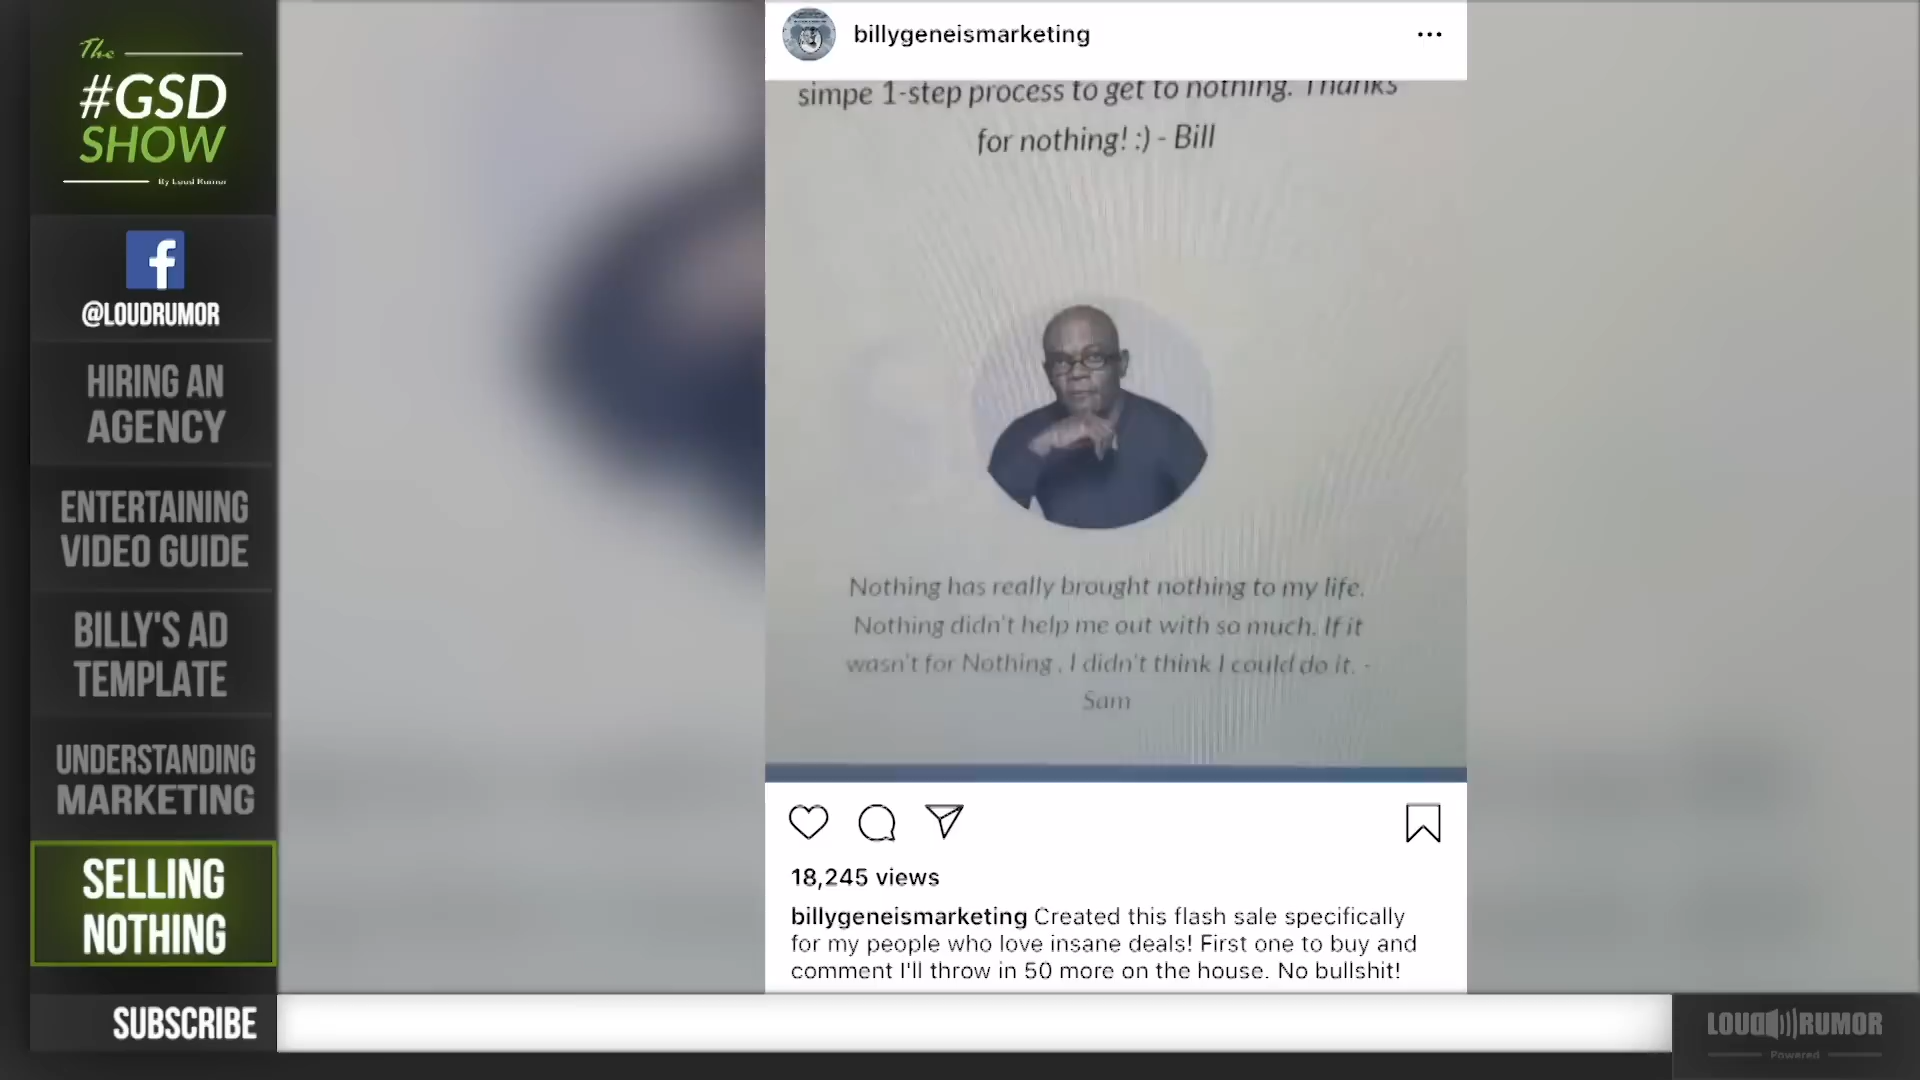 The
#GSD
SHOW
By Loud Rumor
@LOUDRUMOR
HIRING AN
AGENCY
ENTERTAINING
VIDEO GUIDE
BILLY'S AD
TEMPLATE
UNDERSTANDING
MARKETING
SELLING
NOTHING
SUBSCRIBE
billygeneismarketing
simpe 1-step process to get to nothing. Thanks
for nothing! :) - Bill
Nothing has really brought nothing to my life.
Nothing didn't help me out with so much. If it
wasn't for Nothing , I didn't think I could do it. -
Sam
18,245 views
billygeneismarketing Created this flash sale specifically
for my people who love insane deals! First one to buy and
comment I'll throw in 50 more on the house. No bullshit!
LOUD RUMOR
Powered